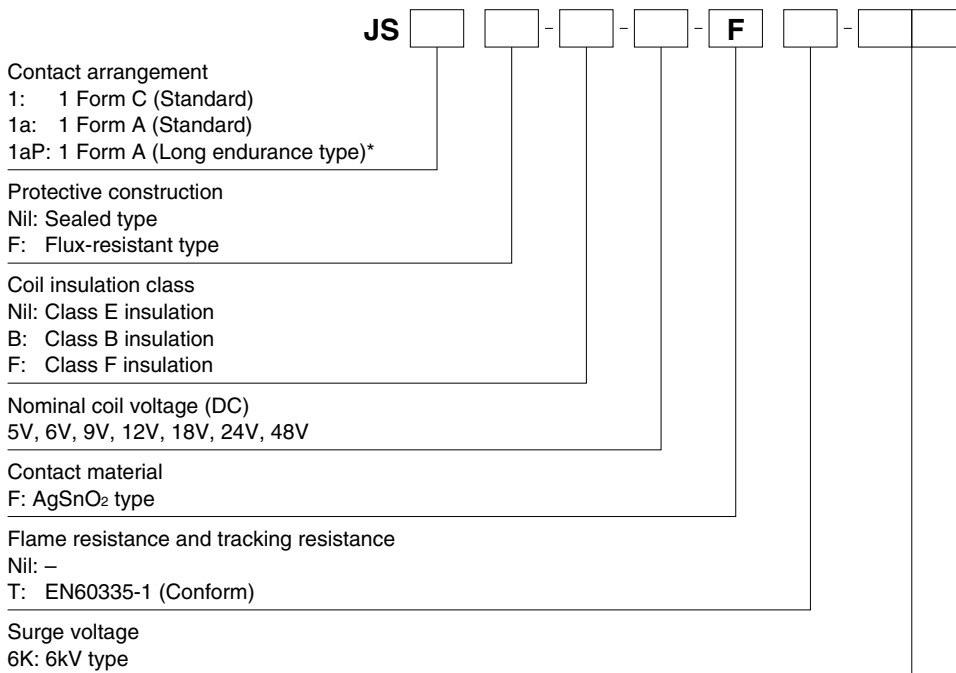 JS - - - F -
Contact arrangement
1: 1 Form C (Standard)
1a: 1 Form A (Standard)
1aP: 1 Form A (Long endurance type)*
Protective construction
Nil: Sealed type
F: Flux-resistant type
Coil insulation class
Nil: Class E insulation
B: Class B insulation
F: Class F insulation
Nominal coil voltage (DC)
5V, 6V, 9V, 12V, 18V, 24V, 48V
Contact material
F: AgSnO₂ type
Flame resistance and tracking resistance
Nil: –
T: EN60335-1 (Conform)
Surge voltage
6K: 6kV type